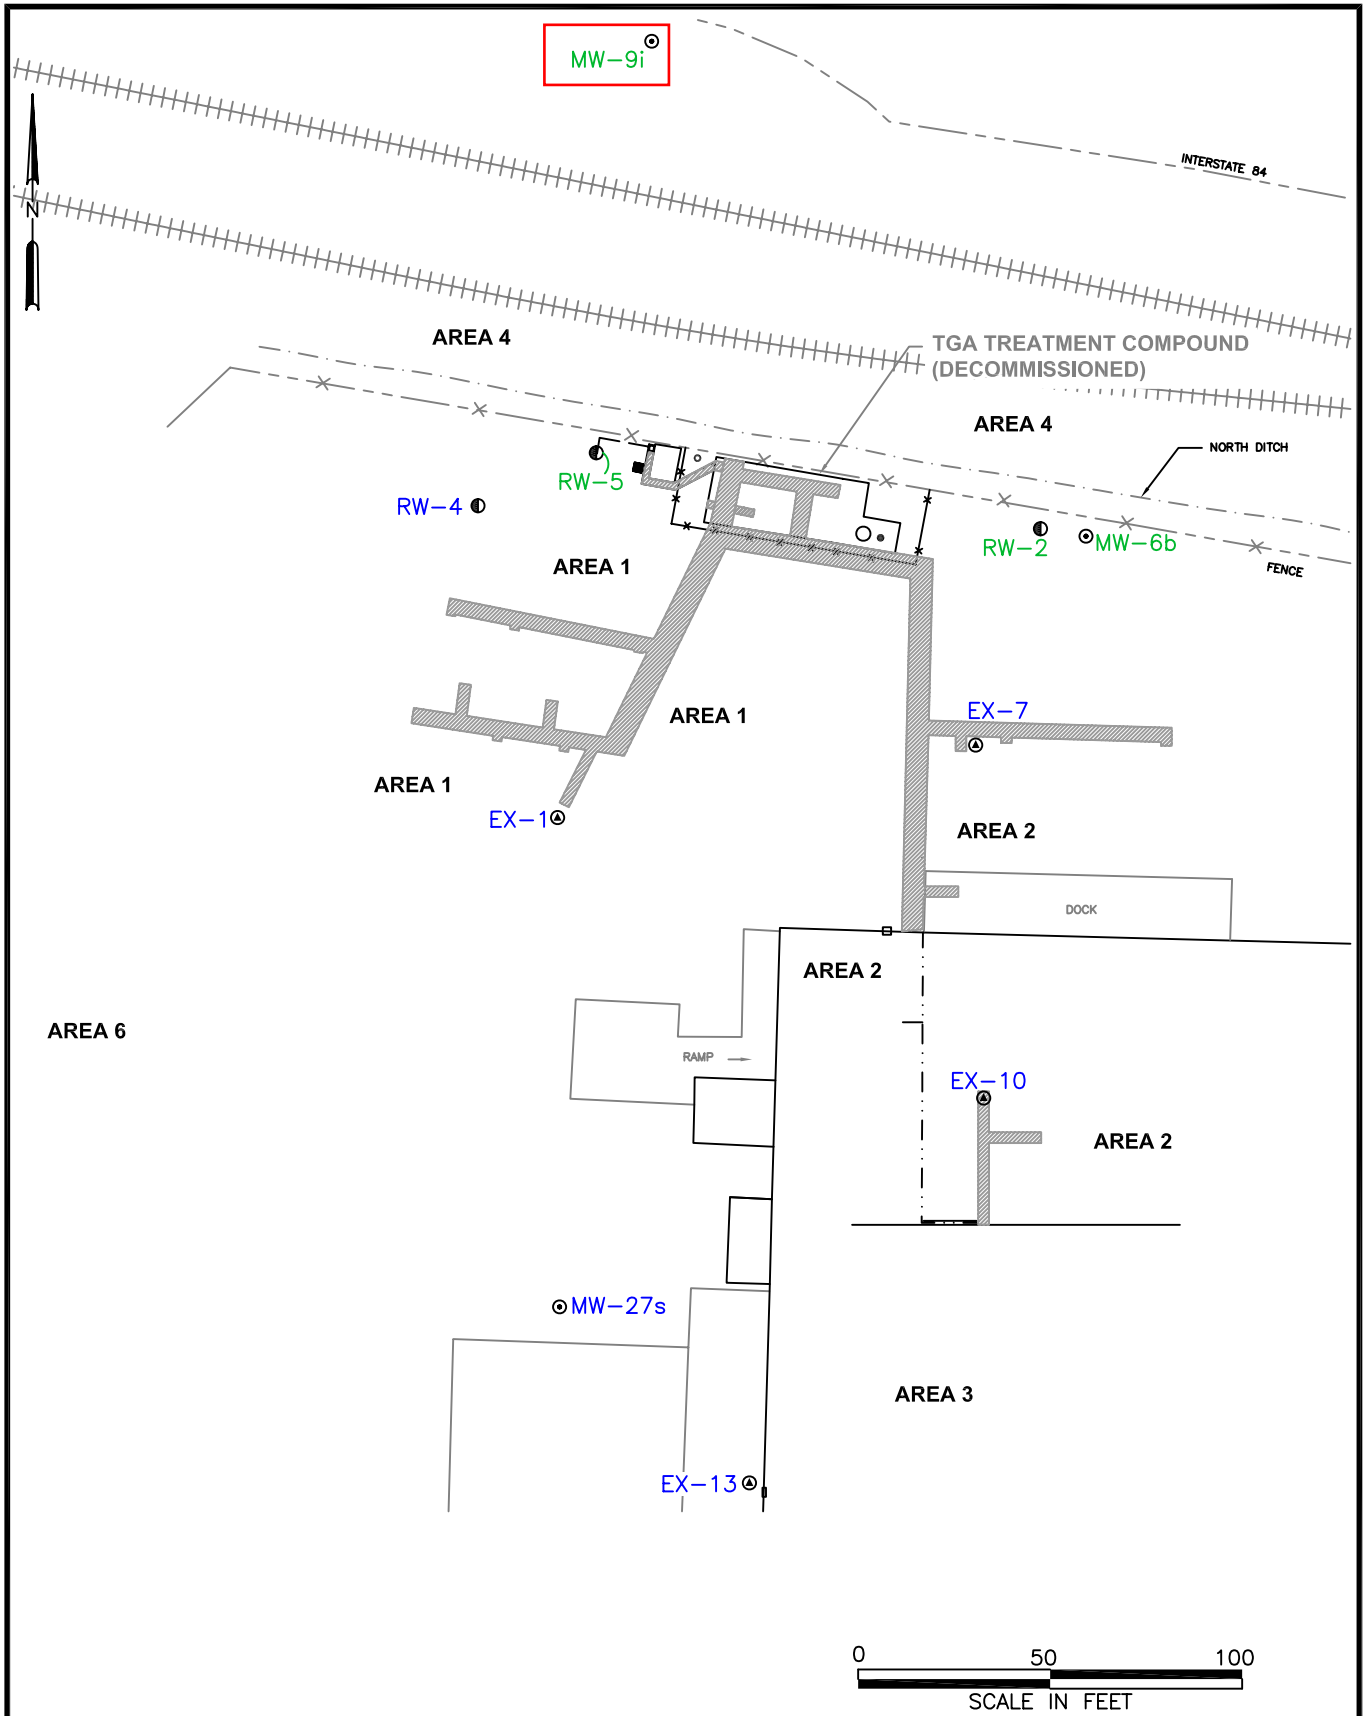 MW-9i
INTERSTATE 84
N
AREA 4
TGA TREATMENT COMPOUND
(DECOMMISSIONED)
AREA 4
NORTH DITCH
RW-5
RW-4
RW-2
MW-6b
FENCE
AREA 1
EX-7
AREA 1
AREA 1
EX-1
AREA 2
DOCK
AREA 2
AREA 6
RAMP
EX-10
AREA 2
MW-27s
AREA 3
EX-13
0 50 100
SCALE IN FEET